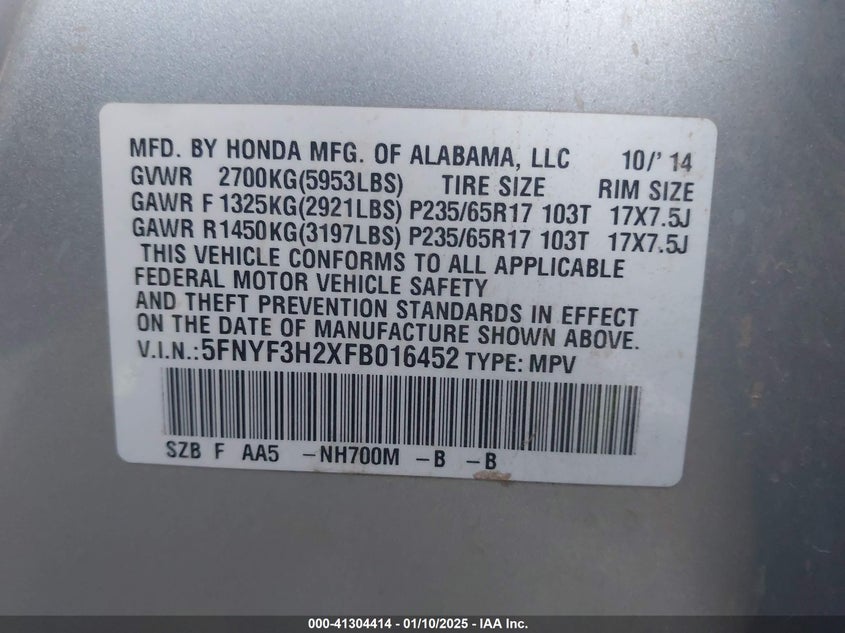 MFD. BY HONDA MFG. OF ALABAMA, LLC 10/' 14
GVWR 2700KG(5953LBS) TIRE SIZE RIM SIZE
GAWR F 1325KG(2921LBS) P235/65R17 103T 17X7.5J
GAWR R1450KG(3197LBS) P235/65R17 103T 17X7.5J
THIS VEHICLE CONFORMS TO ALL APPLICABLE
FEDERAL MOTOR VEHICLE SAFETY
AND THEFT PREVENTION STANDARDS IN EFFECT
ON THE DATE OF MANUFACTURE SHOWN ABOVE.
V.I.N.:5FNYF3H2XFB016452 TYPE: MPV
SZB F AA5 -NH700M -B -B
000-41304414 - 01/10/2025 - IAA Inc.